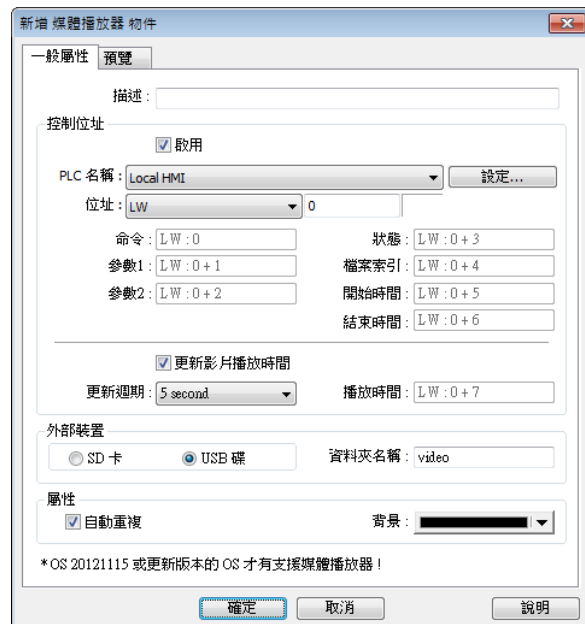 新增 媒體播放器 物件
一般屬性 預覽
描述：
控制位址
啟用
PLC 名稱： Local HMI 設定...
位址： LW 0
命令： LW : 0 狀態： LW : 0 + 3
參數1： LW : 0 + 1 檔案索引： LW : 0 + 4
參數2： LW : 0 + 2 開始時間： LW : 0 + 5
結束時間： LW : 0 + 6
更新影片播放時間
更新週期： 5 second 播放時間： LW : 0 + 7
外部裝置
SD 卡 USB 碟 資料夾名稱： video
屬性
自動重複 背景：
*OS 20121115 或更新版本的 OS 才有支援媒體播放器！
確定 取消 說明